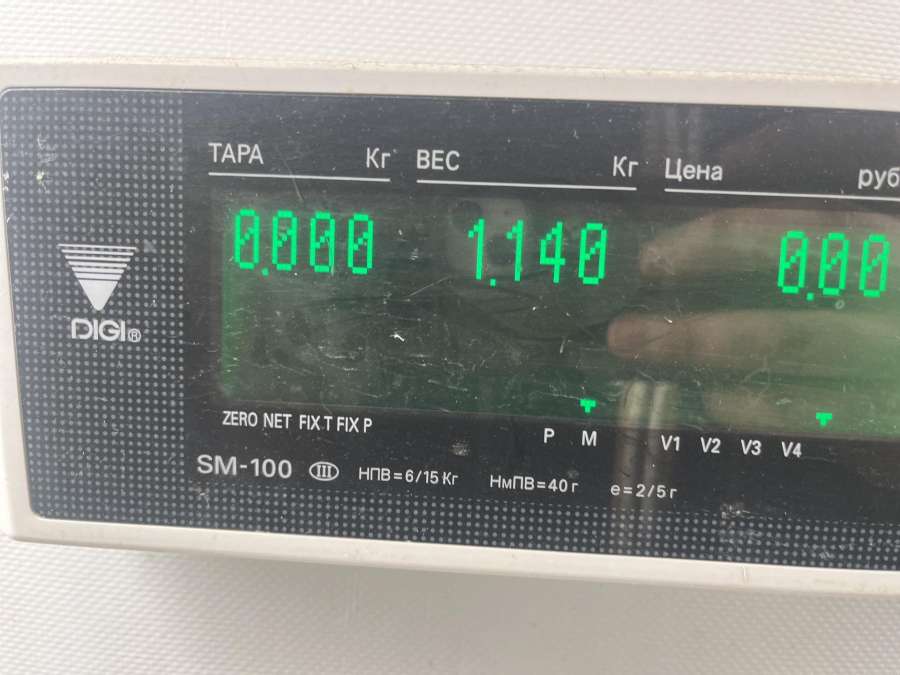 ТАРА Кг ВЕС Кг Цена руб
0.000 1.140 0.00
DIGI®
ZERO NET FIX T FIX P P M V1 V2 V3 V4
SM-100 III НПВ=6/15 Кг НмПВ=40 г e=2/5 г